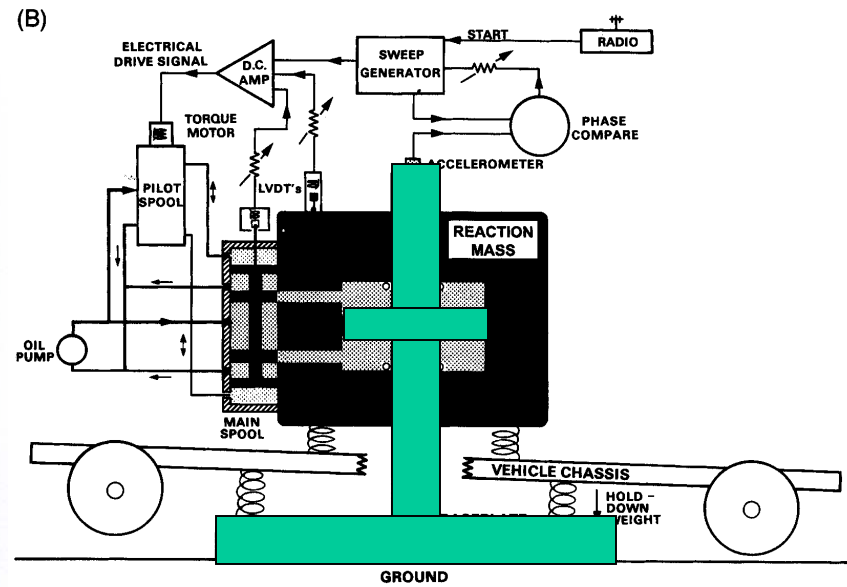 (B)
START
RADIO
ELECTRICAL
DRIVE SIGNAL
D.C.
AMP
SWEEP
GENERATOR
PHASE
COMPARE
TORQUE
MOTOR
ACCELEROMETER
PILOT
SPOOL
LVDT's
REACTION
MASS
OIL
PUMP
MAIN
SPOOL
VEHICLE CHASSIS
HOLD -
DOWN
WEIGHT
GROUND